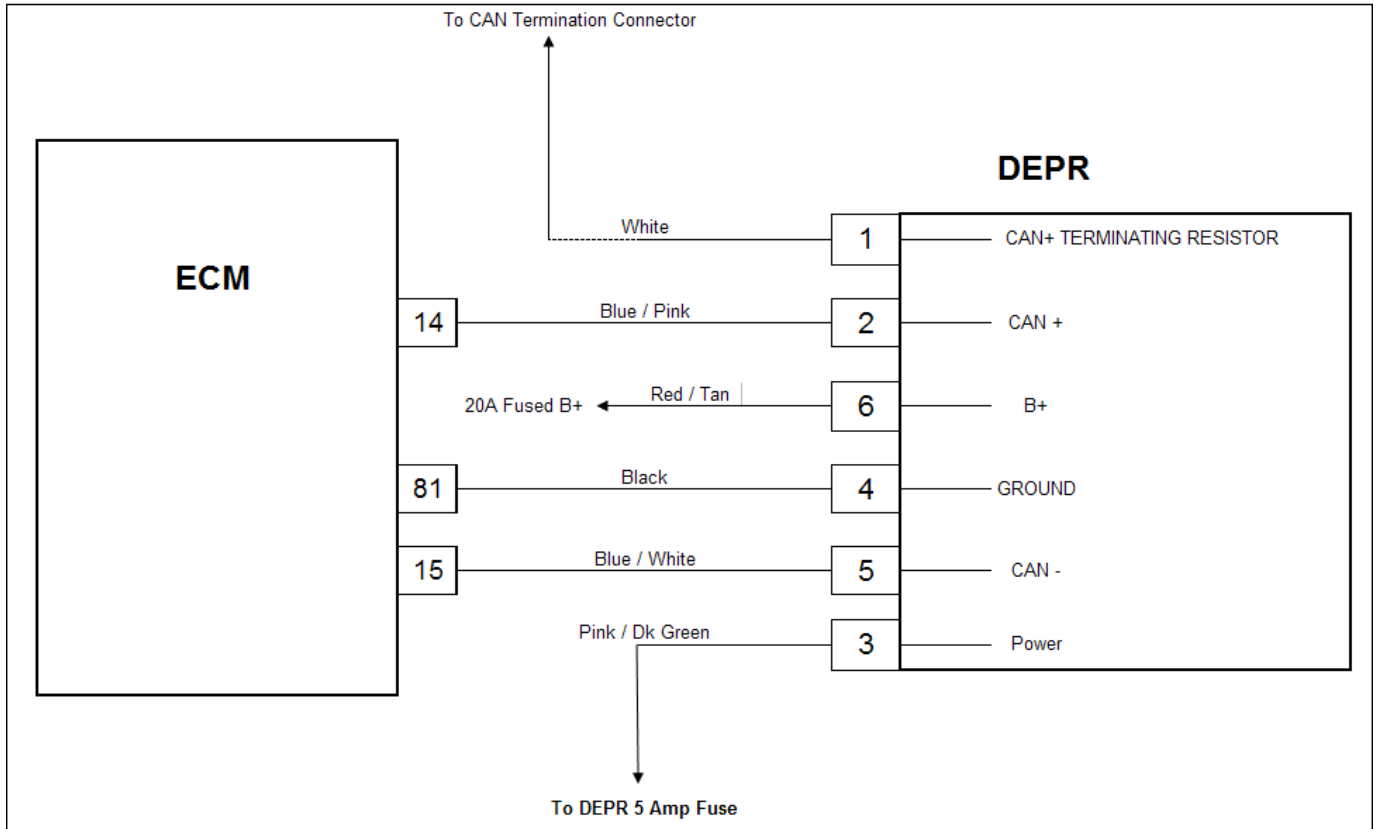 To CAN Termination Connector
DEPR
White
1
CAN+ TERMINATING RESISTOR
ECM
14
Blue / Pink
2
CAN +
20A Fused B+
Red / Tan
6
B+
81
Black
4
GROUND
15
Blue / White
5
CAN -
Pink / Dk Green
3
Power
To DEPR 5 Amp Fuse